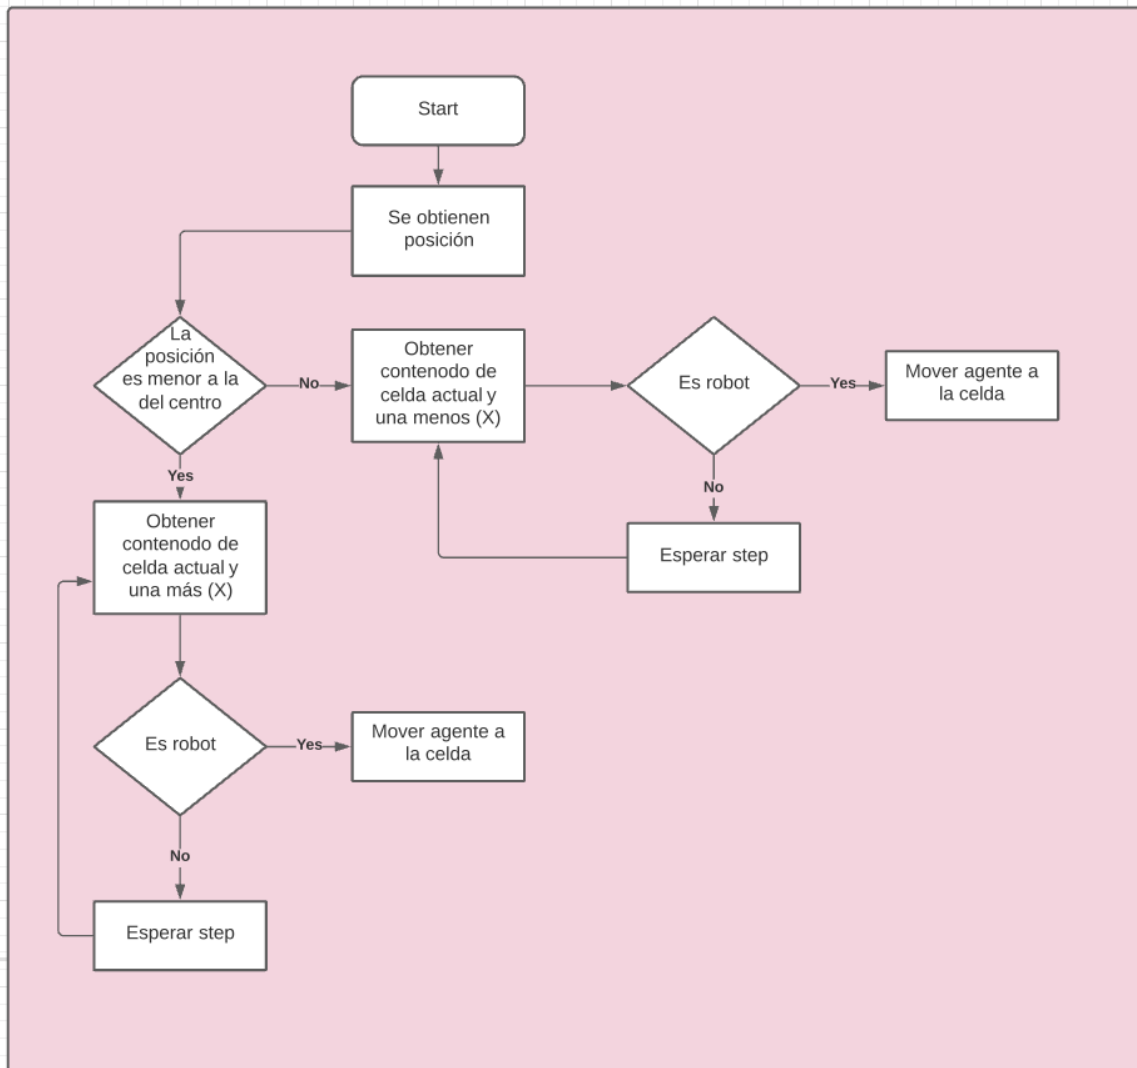 Start
Se obtienen
posición
La
posición
es menor a la
del centro
No
Obtener
contenodo de
celda actual y
una menos (X)
Es robot
Yes
Mover agente a
la celda
No
Esperar step
Yes
Obtener
contenodo de
celda actual y
una más (X)
Es robot
Yes
Mover agente a
la celda
No
Esperar step